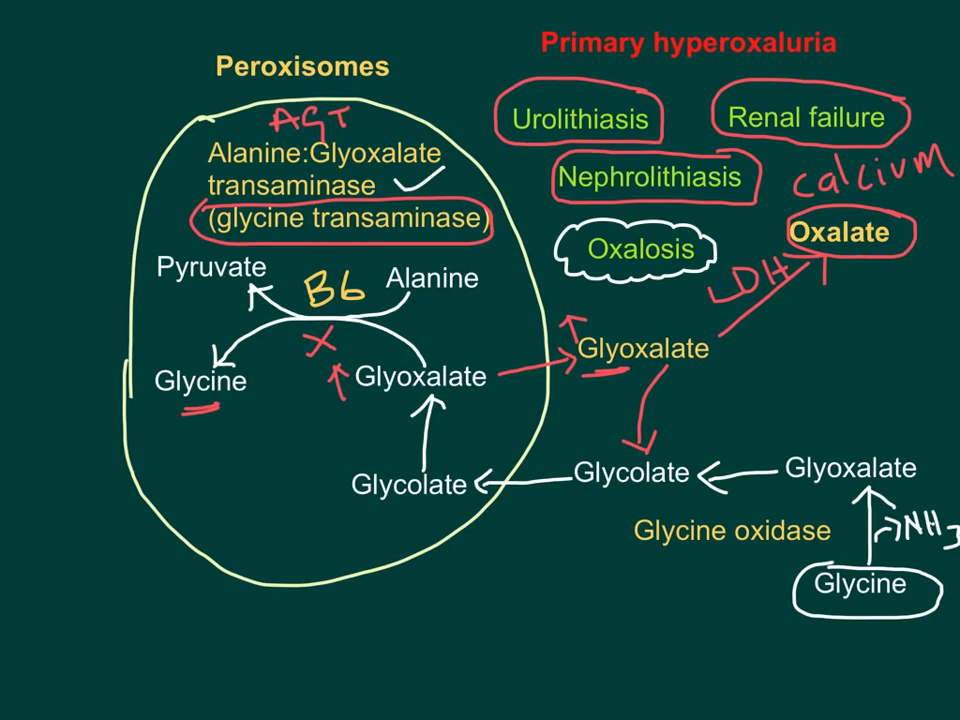 Primary hyperoxaluria
Peroxisomes
Urolithiasis
Renal failure
AGT
Alanine:Glyoxalate
transaminase
(glycine transaminase)
Nephrolithiasis
calcium
Oxalate
Oxalosis
LDH
Pyruvate
B6
Alanine
X
Glyoxalate
Glycine
Glyoxalate
Glycolate
Glycolate
Glyoxalate
Glycine oxidase
NH3
Glycine